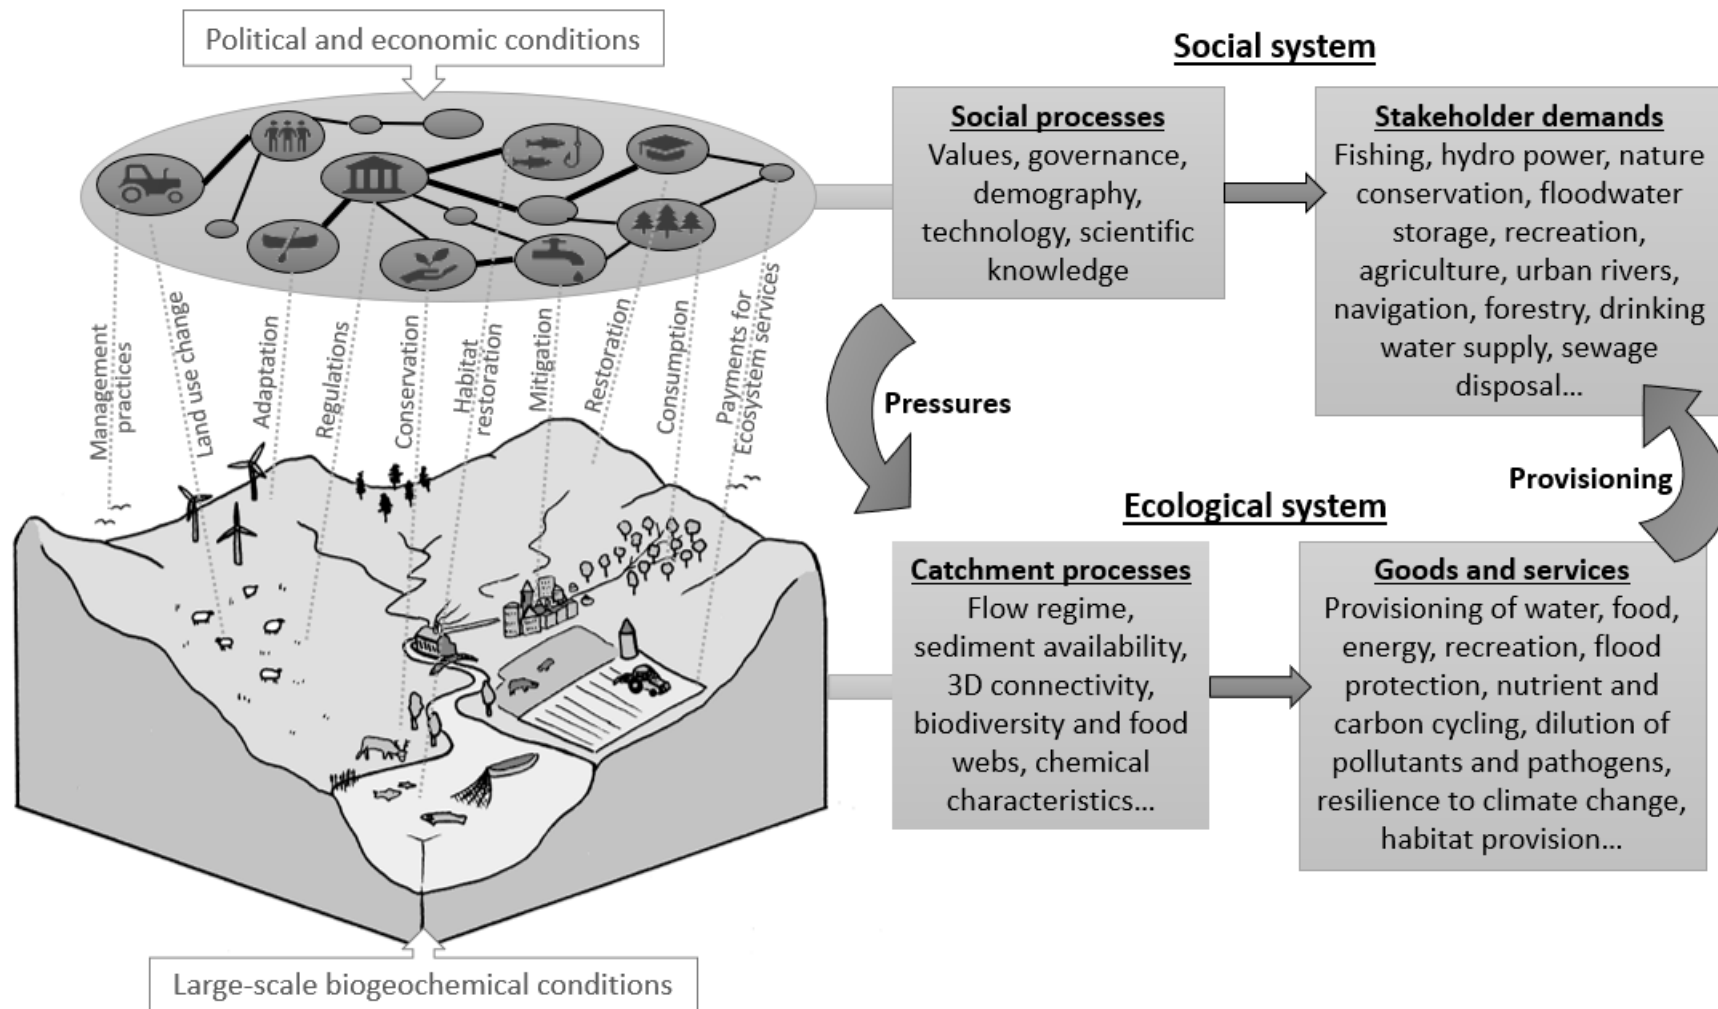 Political and economic conditions
Management
practices
Land use change
Adaptation
Regulations
Conservation
Habitat
restoration
Mitigation
Restoration
Consumption
Payments for
Ecosystem services
Large-scale biogeochemical conditions
Social system
Social processes
Values, governance,
demography,
technology, scientific
knowledge
Stakeholder demands
Fishing, hydro power, nature
conservation, floodwater
storage, recreation,
agriculture, urban rivers,
navigation, forestry, drinking
water supply, sewage
disposal...
Pressures
Provisioning
Ecological system
Catchment processes
Flow regime,
sediment availability,
3D connectivity,
biodiversity and food
webs, chemical
characteristics...
Goods and services
Provisioning of water, food,
energy, recreation, flood
protection, nutrient and
carbon cycling, dilution of
pollutants and pathogens,
resilience to climate change,
habitat provision...